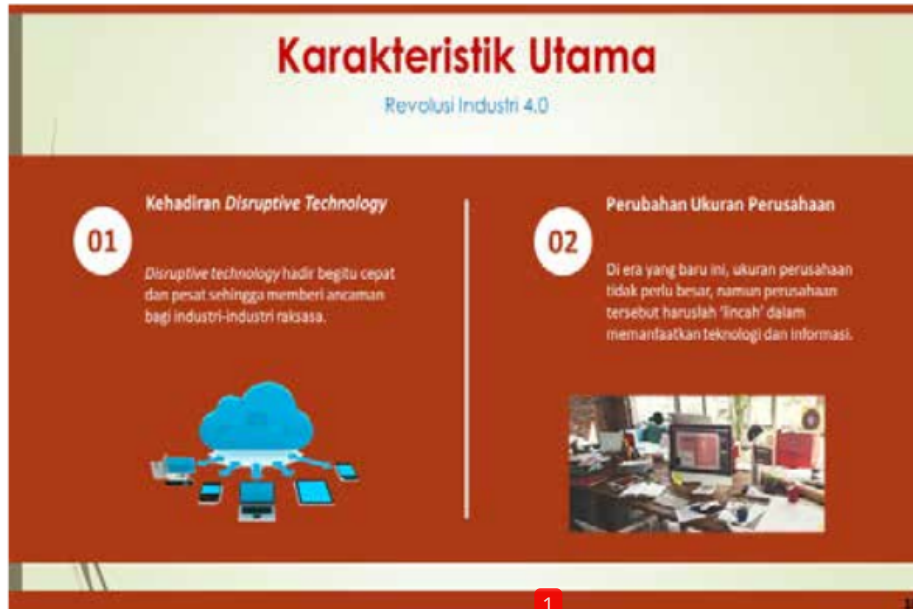 Karakteristik Utama
Revolusi Industri 4.0
01
Kehadiran Disruptive Technology
Disruptive technology hadir begitu cepat
dan pesat sehingga memberi ancaman
bagi industri-industri raksasa.
02
Perubahan Ukuran Perusahaan
Di era yang baru ini, ukuran perusahaan
tidak perlu besar, namun perusahaan
tersebut haruslah 'lincah' dalam
memanfaatkan teknologi dan informasi.
1